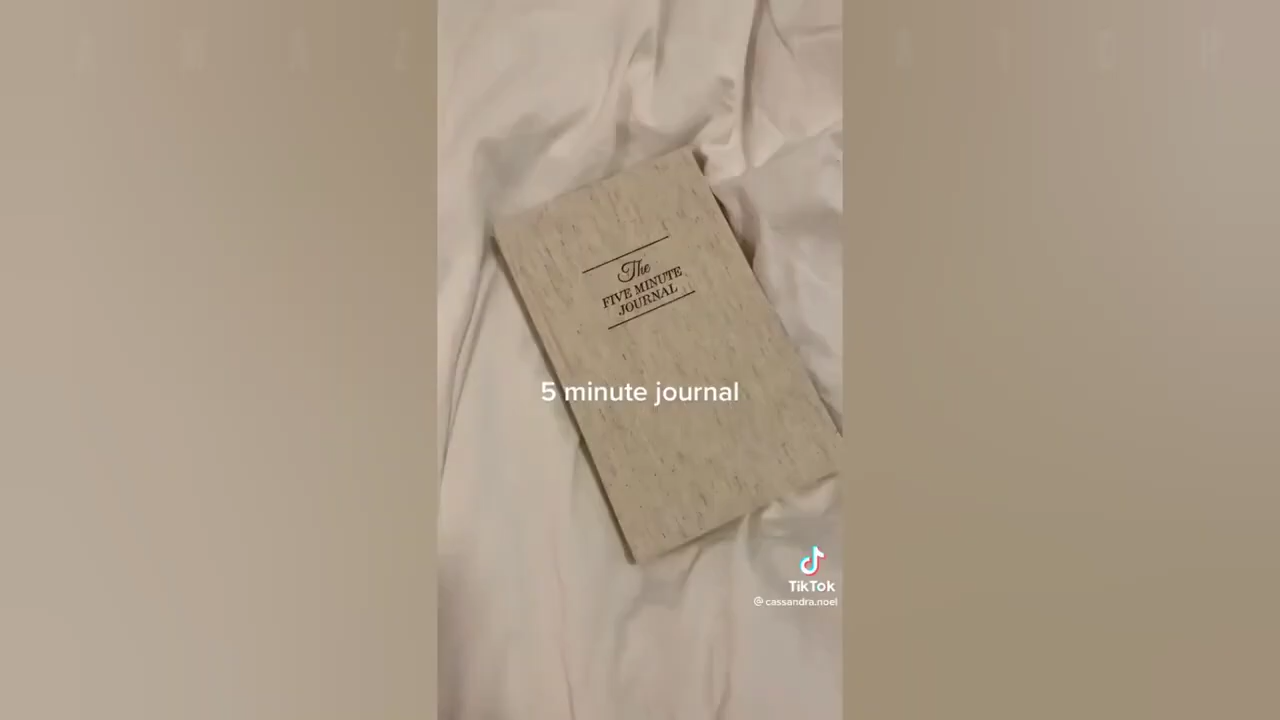 The
FIVE MINUTE
JOURNAL
5 minute journal
TikTok
@cassandra.noel